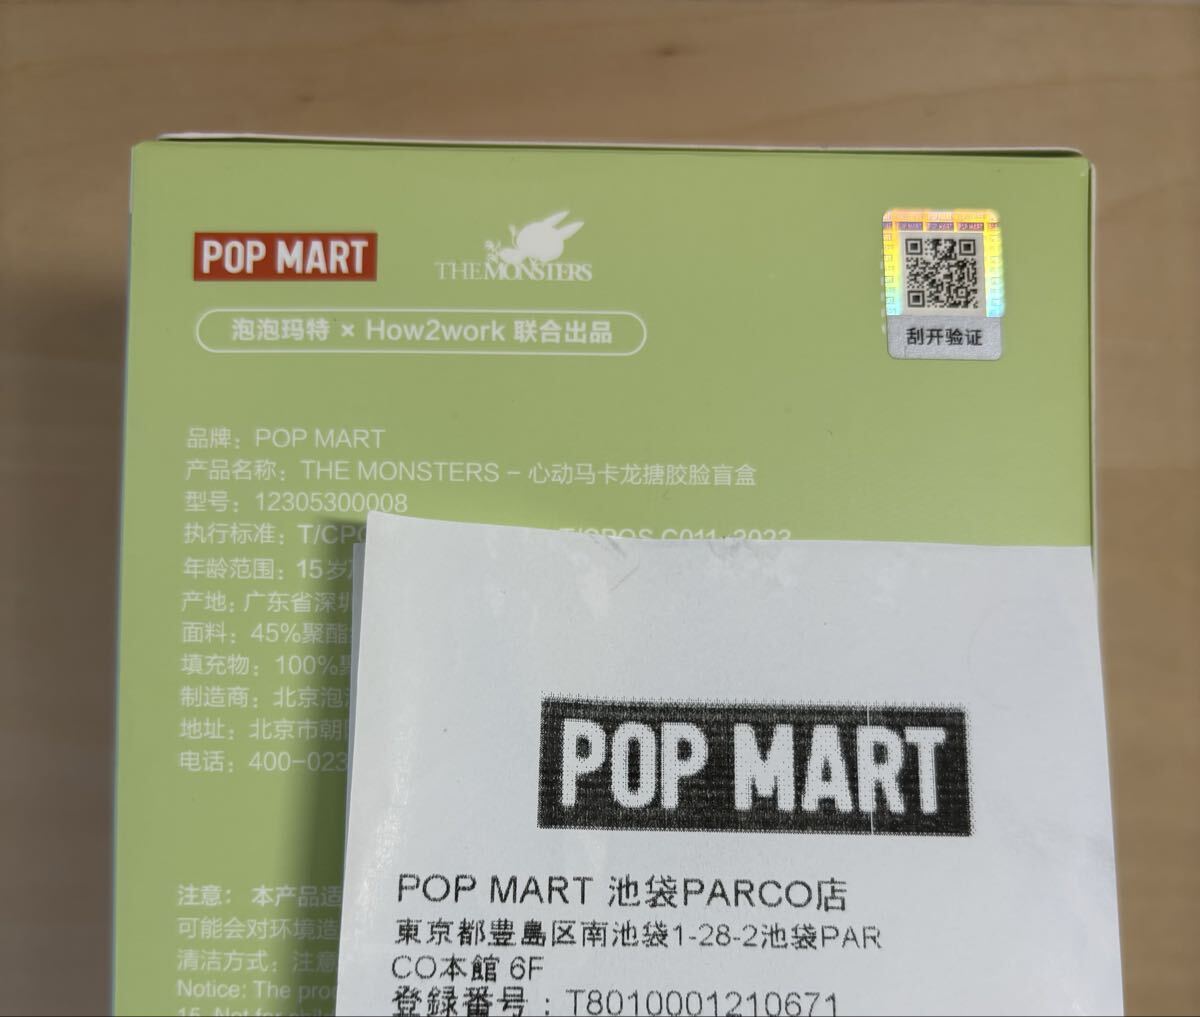 POP MART
THE MONSTERS
泡泡玛特 × How2work 联合出品
刮开验证
品牌：POP MART
产品名称：THE MONSTERS – 心动马卡龙搪胶脸盲盒
型号：12305300008
执行标准：T/CPQ T/CPQS C011-2023
年龄范围：15岁
产地：广东省深圳
面料：45%聚酯
填充物：100%
制造商：北京泡
地址：北京市朝
电话：400-023
注意：本产品适
可能会对环境造
清洁方式：注意
Notice: The pro
15. Not for
POP MART
POP MART 池袋PARCO店
東京都豊島区南池袋1-28-2池袋PAR
CO本館 6F
登録番号：T8010001210671